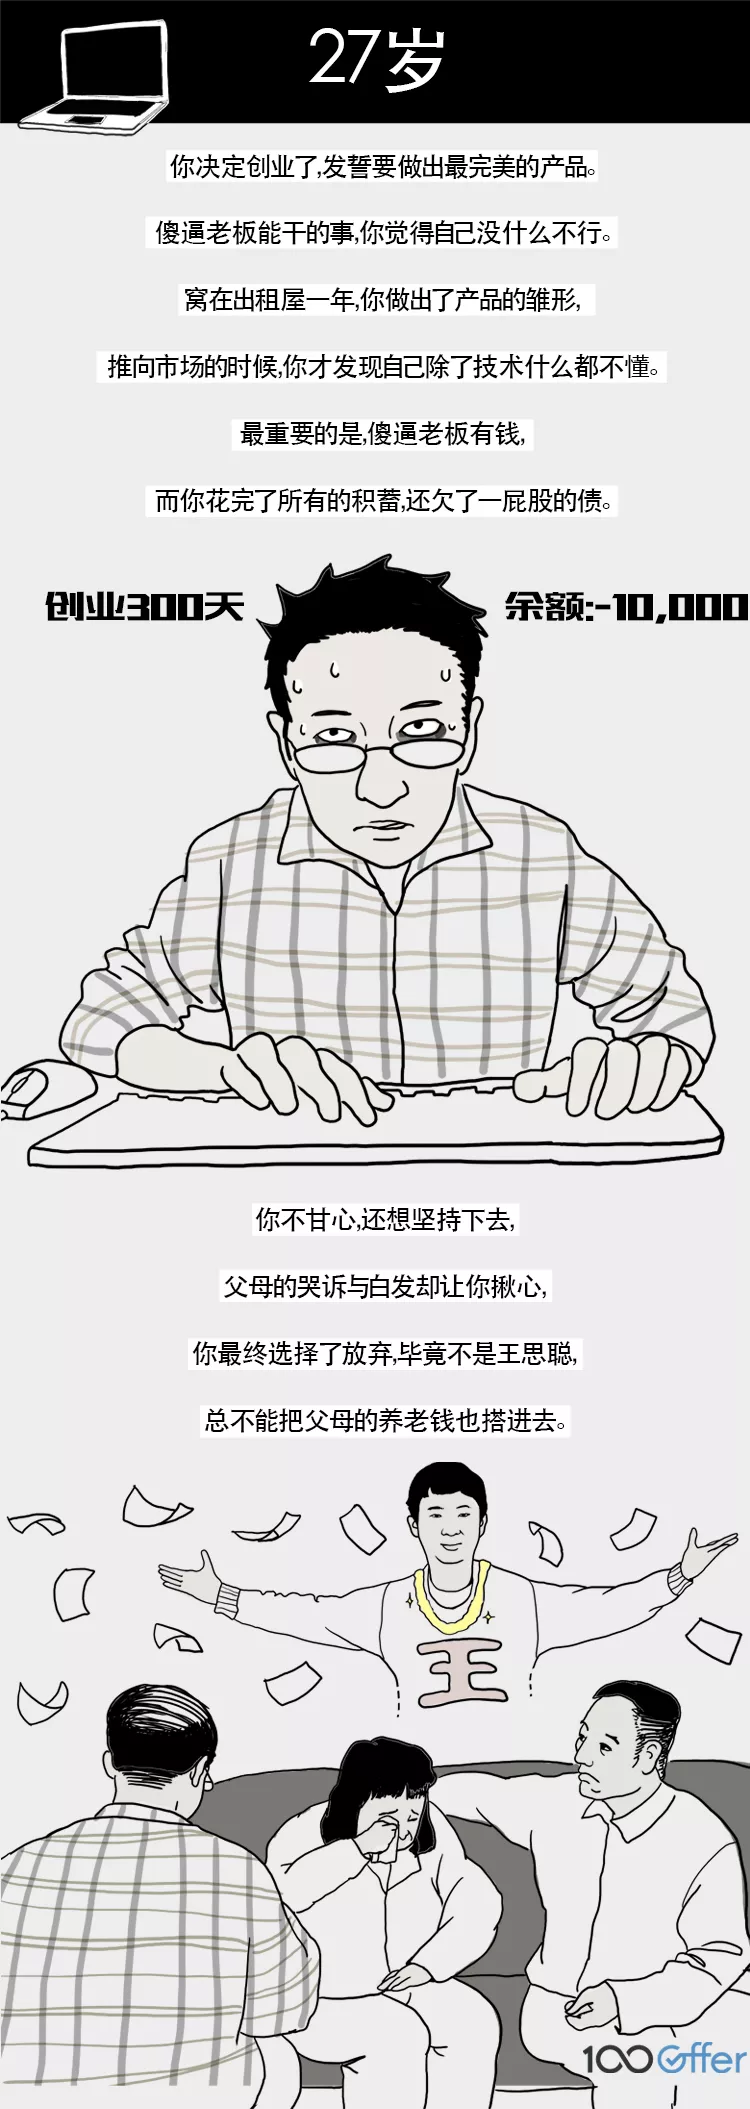 27岁
你决定创业了,发誓要做出最完美的产品。
傻逼老板能干的事,你觉得自己没什么不行。
窝在出租屋一年,你做出了产品的雏形,
推向市场的时候,你才发现自己除了技术什么都不懂。
最重要的是,傻逼老板有钱,
而你花完了所有的积蓄,还欠了一屁股的债。
创业300天 余额:-10,000
你不甘心,还想坚持下去,
父母的哭诉与白发却让你揪心,
你最终选择了放弃,毕竟不是王思聪,
总不能把父母的养老钱也搭进去。
王
100 Offer